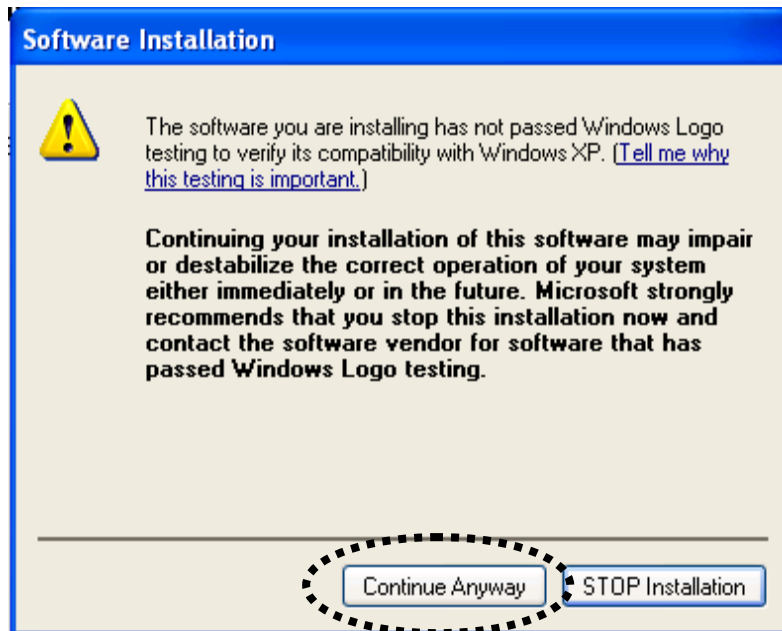 Software Installation
The software you are installing has not passed Windows Logo
testing to verify its compatibility with Windows XP. (Tell me why
this testing is important.)
Continuing your installation of this software may impair
or destabilize the correct operation of your system
either immediately or in the future. Microsoft strongly
recommends that you stop this installation now and
contact the software vendor for software that has
passed Windows Logo testing.
Continue Anyway STOP Installation